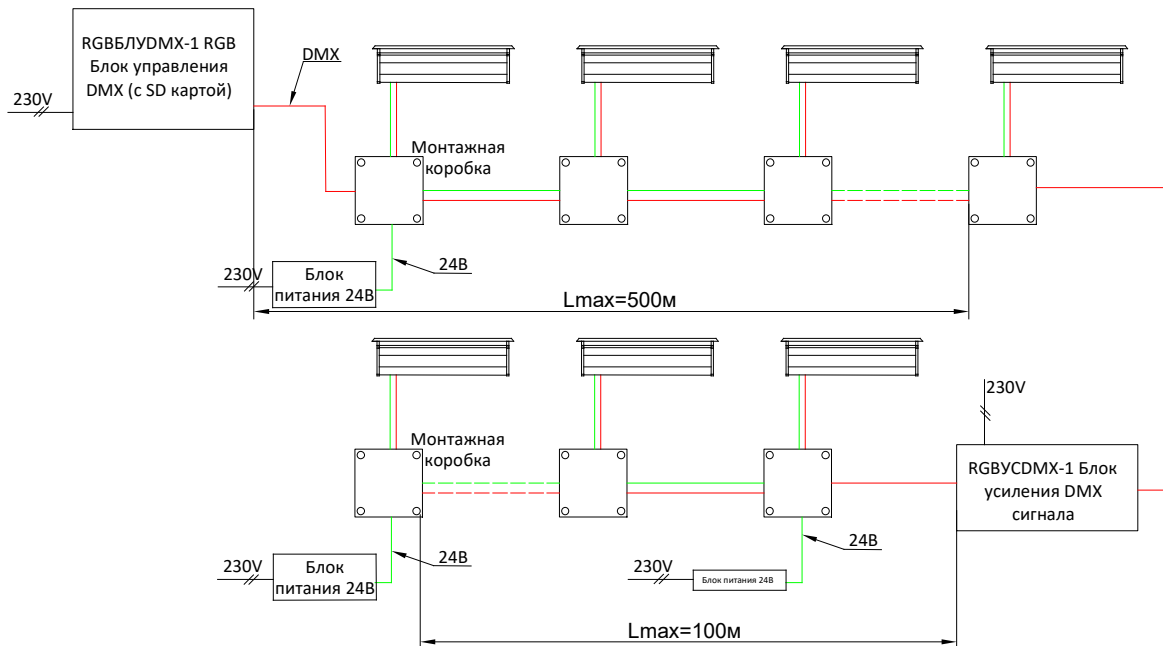 RGBБЛУDMX-1 RGB
Блок управления
DMX (с SD картой)
DMX
230V
Монтажная
коробка
24В
230V
Блок
питания 24В
Lmax=500м
230V
Монтажная
коробка
RGBУСDMX-1 Блок
усиления DMX
сигнала
24В
24В
230V
Блок
питания 24В
230V
Блок питания 24В
Lmax=100м